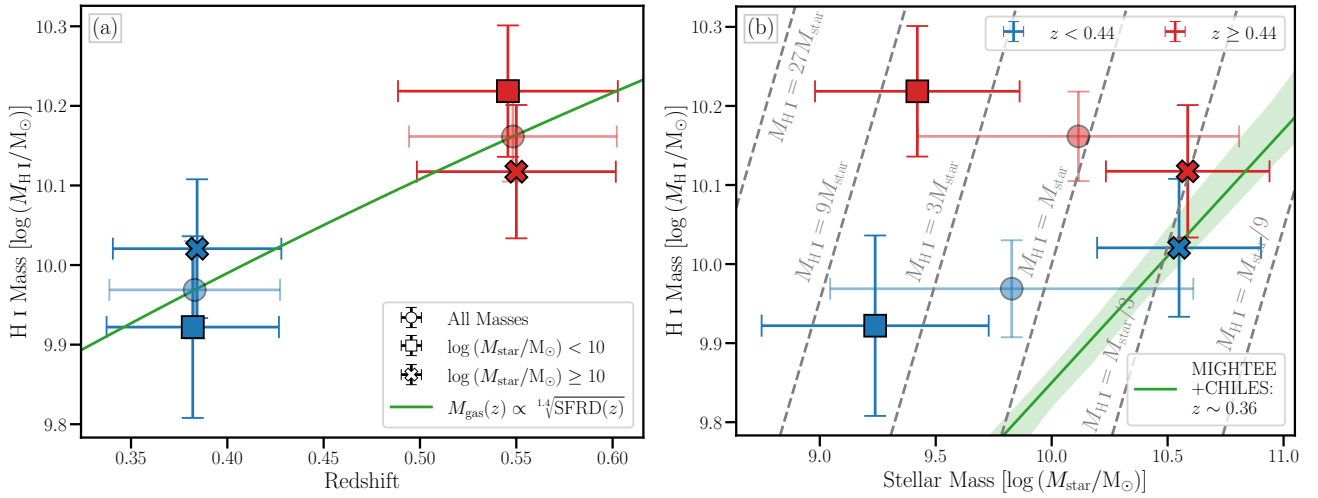 (a)
10.3
10.2
10.1
10.0
9.9
9.8
H I Mass [log (M_H I/M_⊙)]
0.35 0.40 0.45 0.50 0.55 0.60
Redshift
All Masses
log (M_star/M_⊙) < 10
log (M_star/M_⊙) ≥ 10
M_gas(z) ∝ ^1.4√SFRD(z)
(b)
z < 0.44 z ≥ 0.44
10.3
10.2
10.1
10.0
9.9
9.8
H I Mass [log (M_H I/M_⊙)]
M_H I = 27M_star
M_H I = 9M_star
M_H I = 3M_star
M_H I = M_star
M_H I = M_star/3
M_H I = M_star/9
MIGHTEE
+CHILES:
z ∼ 0.36
9.0 9.5 10.0 10.5 11.0
Stellar Mass [log (M_star/M_⊙)]